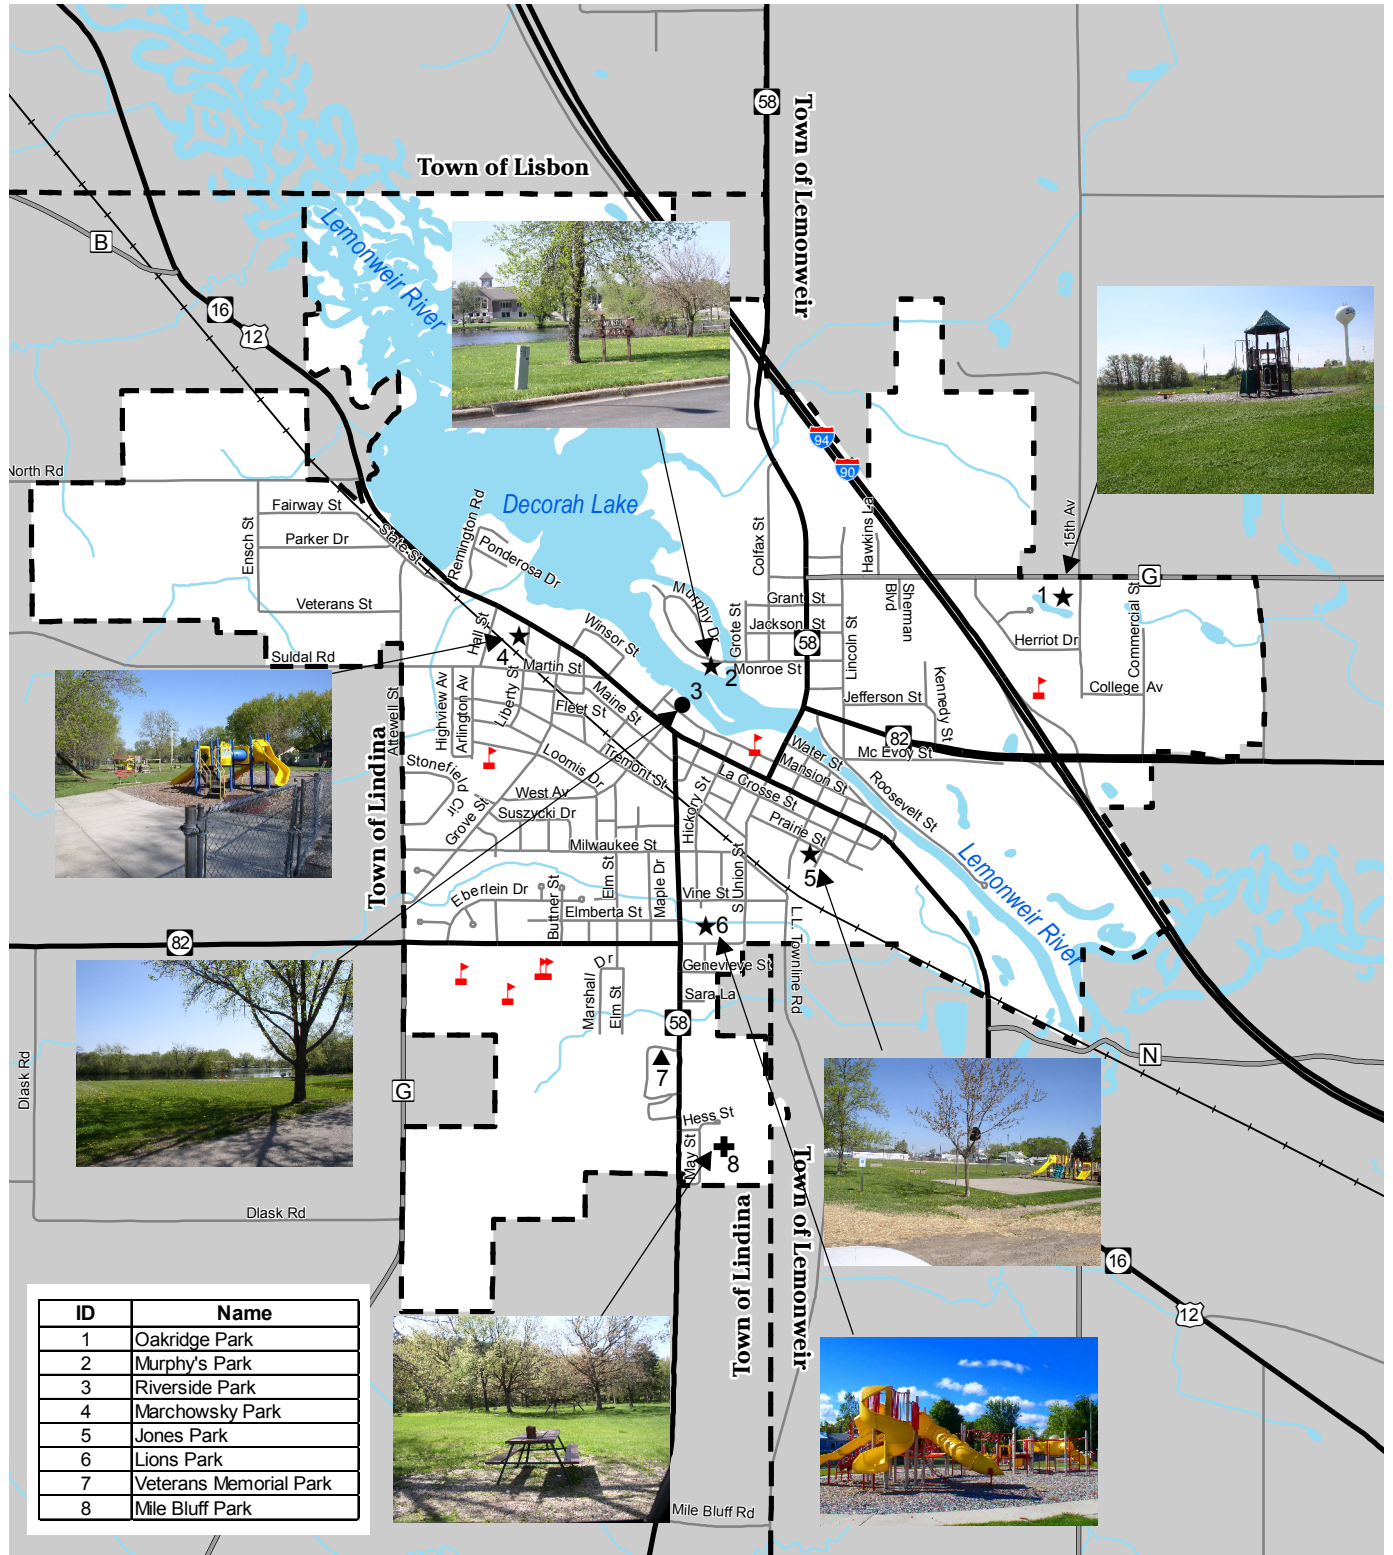 58
Town of Lemonweir
Town of Lisbon
B
Lemonweir River
16
12
94
90
North Rd
Decorah Lake
Fairway St
Ensch St
Parker Dr
State St
Remington Rd
Ponderosa Dr
Colfax St
Hawkins La
15th Av
G
Veterans St
Hall St
Winsor St
Murphy Dr
Grote St
Grant St
Jackson St
58
Lincoln St
Sherman
Blvd
1
Herriot Dr
Commercial St
Suldal Rd
4
Martin St
2
Monroe St
3
Jefferson St
Kennedy St
College Av
Attewell St
Highview Av
Arlington Av
Liberty St
Fleet St
Maine St
82
Mc Evoy St
Town of Lindina
Stonefield Cir
Loomis Dr
Tremont St
Water St
Mansion St
La Crosse St
Roosevelt St
Grove St
West Av
Suszycki Dr
Hickory St
Prairie St
Milwaukee St
5
Lemonweir River
Eberlein Dr
Buttner St
Elm St
Maple Dr
Vine St
S Union St
Elmberta St
6
L.L. Townline Rd
82
Genevieve St
Marshall Dr
Elm St
Sara La
58
N
Dlask Rd
G
7
Hess St
May St
8
Dlask Rd
Town of Lindina
Town of Lemonweir
16
12
Mile Bluff Rd
ID Name
1 Oakridge Park
2 Murphy's Park
3 Riverside Park
4 Marchowsky Park
5 Jones Park
6 Lions Park
7 Veterans Memorial Park
8 Mile Bluff Park